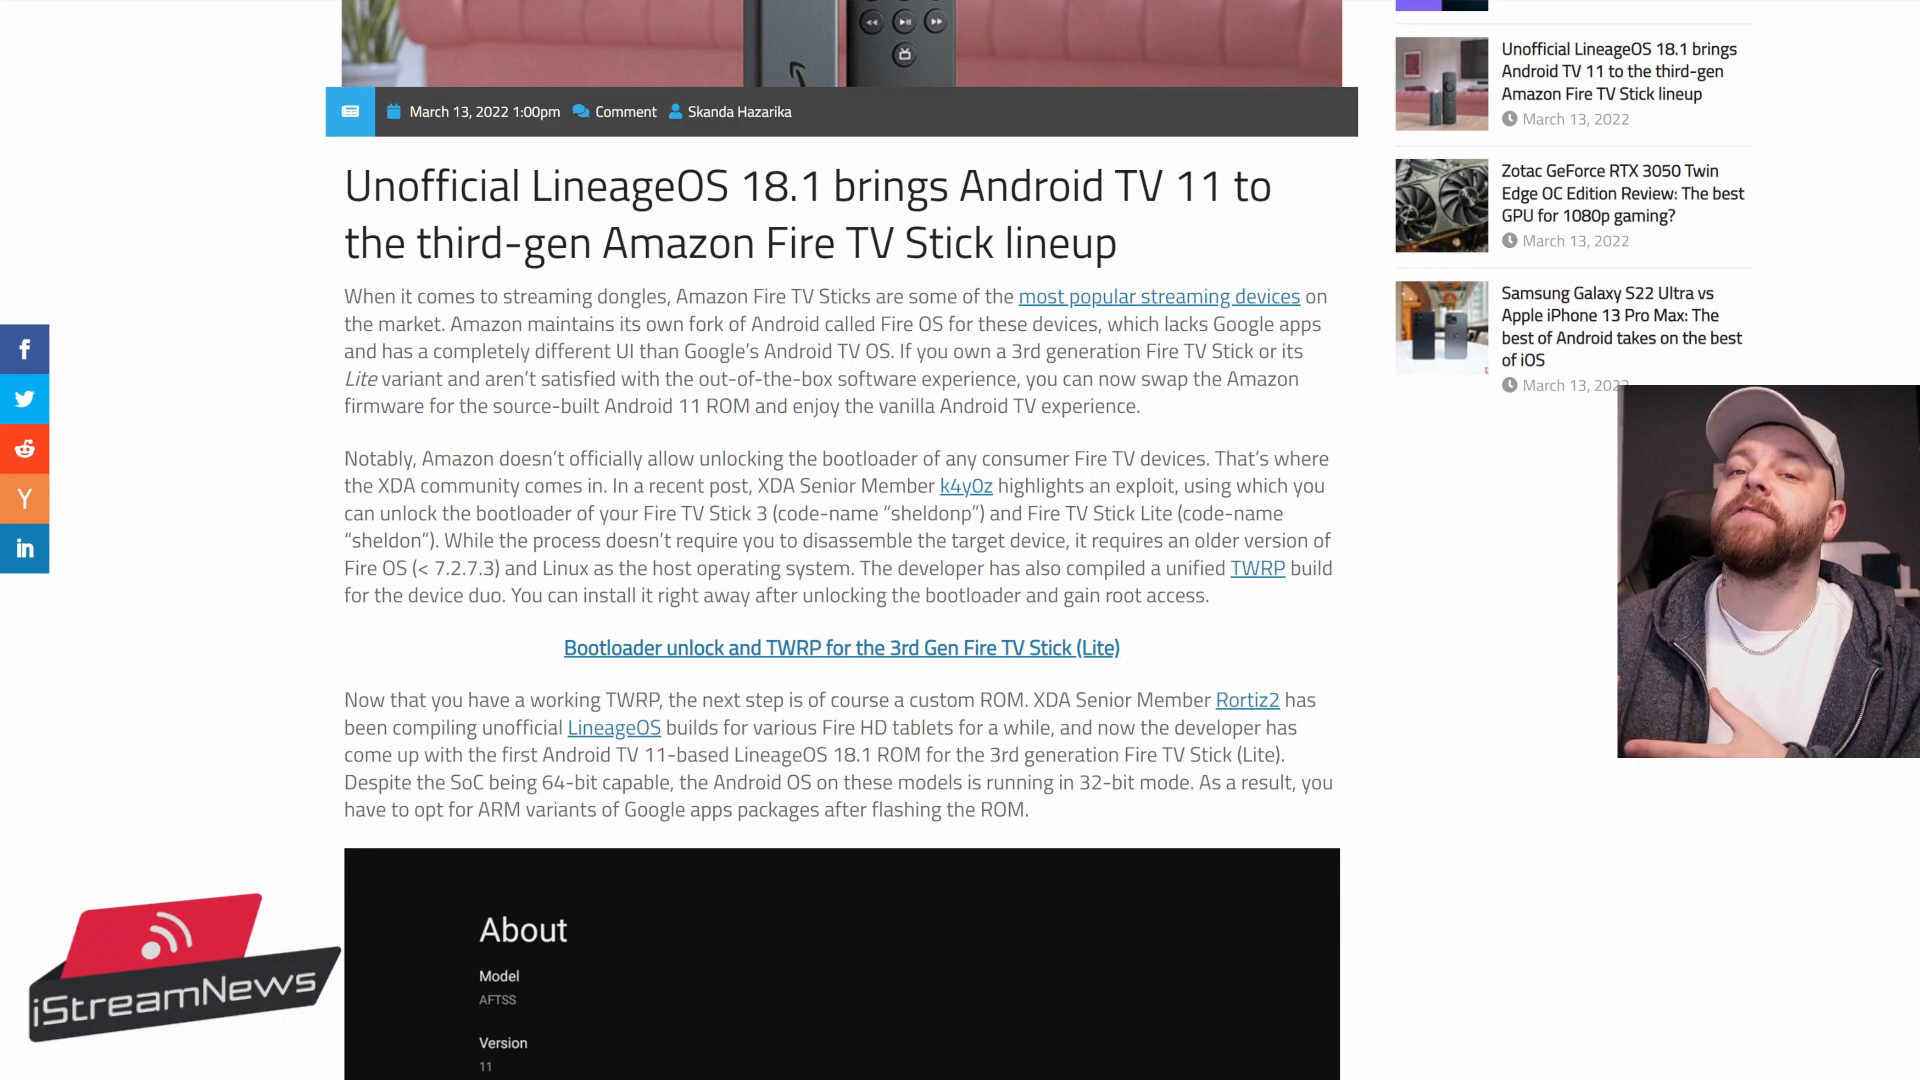 March 13, 2022 1:00pm Comment Skanda Hazarika
Unofficial LineageOS 18.1 brings Android TV 11 to
the third-gen Amazon Fire TV Stick lineup
When it comes to streaming dongles, Amazon Fire TV Sticks are some of the most popular streaming devices on
the market. Amazon maintains its own fork of Android called Fire OS for these devices, which lacks Google apps
and has a completely different UI than Google's Android TV OS. If you own a 3rd generation Fire TV Stick or its
Lite variant and aren't satisfied with the out-of-the-box software experience, you can now swap the Amazon
firmware for the source-built Android 11 ROM and enjoy the vanilla Android TV experience.
Notably, Amazon doesn't officially allow unlocking the bootloader of any consumer Fire TV devices. That's where
the XDA community comes in. In a recent post, XDA Senior Member k4y0z highlights an exploit, using which you
can unlock the bootloader of your Fire TV Stick 3 (code-name “sheldonp”) and Fire TV Stick Lite (code-name
“sheldon”). While the process doesn't require you to disassemble the target device, it requires an older version of
Fire OS (< 7.2.7.3) and Linux as the host operating system. The developer has also compiled a unified TWRP build
for the device duo. You can install it right away after unlocking the bootloader and gain root access.
Bootloader unlock and TWRP for the 3rd Gen Fire TV Stick (Lite)
Now that you have a working TWRP, the next step is of course a custom ROM. XDA Senior Member Rortiz2 has
been compiling unofficial LineageOS builds for various Fire HD tablets for a while, and now the developer has
come up with the first Android TV 11-based LineageOS 18.1 ROM for the 3rd generation Fire TV Stick (Lite).
Despite the SoC being 64-bit capable, the Android OS on these models is running in 32-bit mode. As a result, you
have to opt for ARM variants of Google apps packages after flashing the ROM.
About
Model
AFTSS
Version
11
Unofficial LineageOS 18.1 brings
Android TV 11 to the third-gen
Amazon Fire TV Stick lineup
March 13, 2022
Zotac GeForce RTX 3050 Twin
Edge OC Edition Review: The best
GPU for 1080p gaming?
March 13, 2022
Samsung Galaxy S22 Ultra vs
Apple iPhone 13 Pro Max: The
best of Android takes on the best
of iOS
March 13, 2022
f
Y
in
iStreamNews